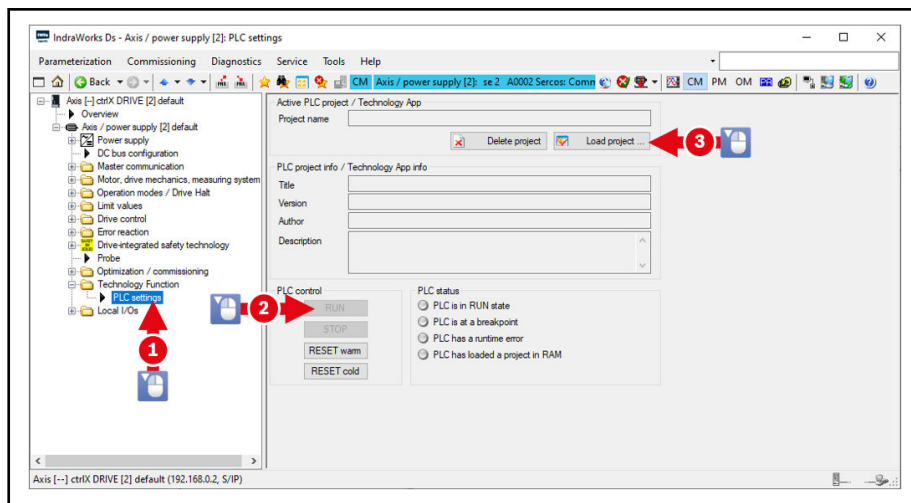 IndraWorks Ds - Axis / power supply [2]: PLC settings
Parameterization Commissioning Diagnostics Service Tools Help
Back CM Axis / power supply [2]: se 2 A0002 Sercos: Comm CM PM OM
Axis [--] ctrlX DRIVE [2] default
Overview
Axis / power supply [2] default
Power supply
DC bus configuration
Master communication
Motor, drive mechanics, measuring system
Operation modes / Drive Halt
Limit values
Drive control
Error reaction
Drive-integrated safety technology
Probe
Optimization / commissioning
Technology Function
PLC settings
Local I/Os
1
Active PLC project / Technology App
Project name
Delete project Load project ...
3
PLC project info / Technology App info
Title
Version
Author
Description
PLC control
RUN
2
STOP
RESET warm
RESET cold
PLC status
PLC is in RUN state
PLC is at a breakpoint
PLC has a runtime error
PLC has loaded a project in RAM
Axis [--] ctrlX DRIVE [2] default (192.168.0.2, S/IP)